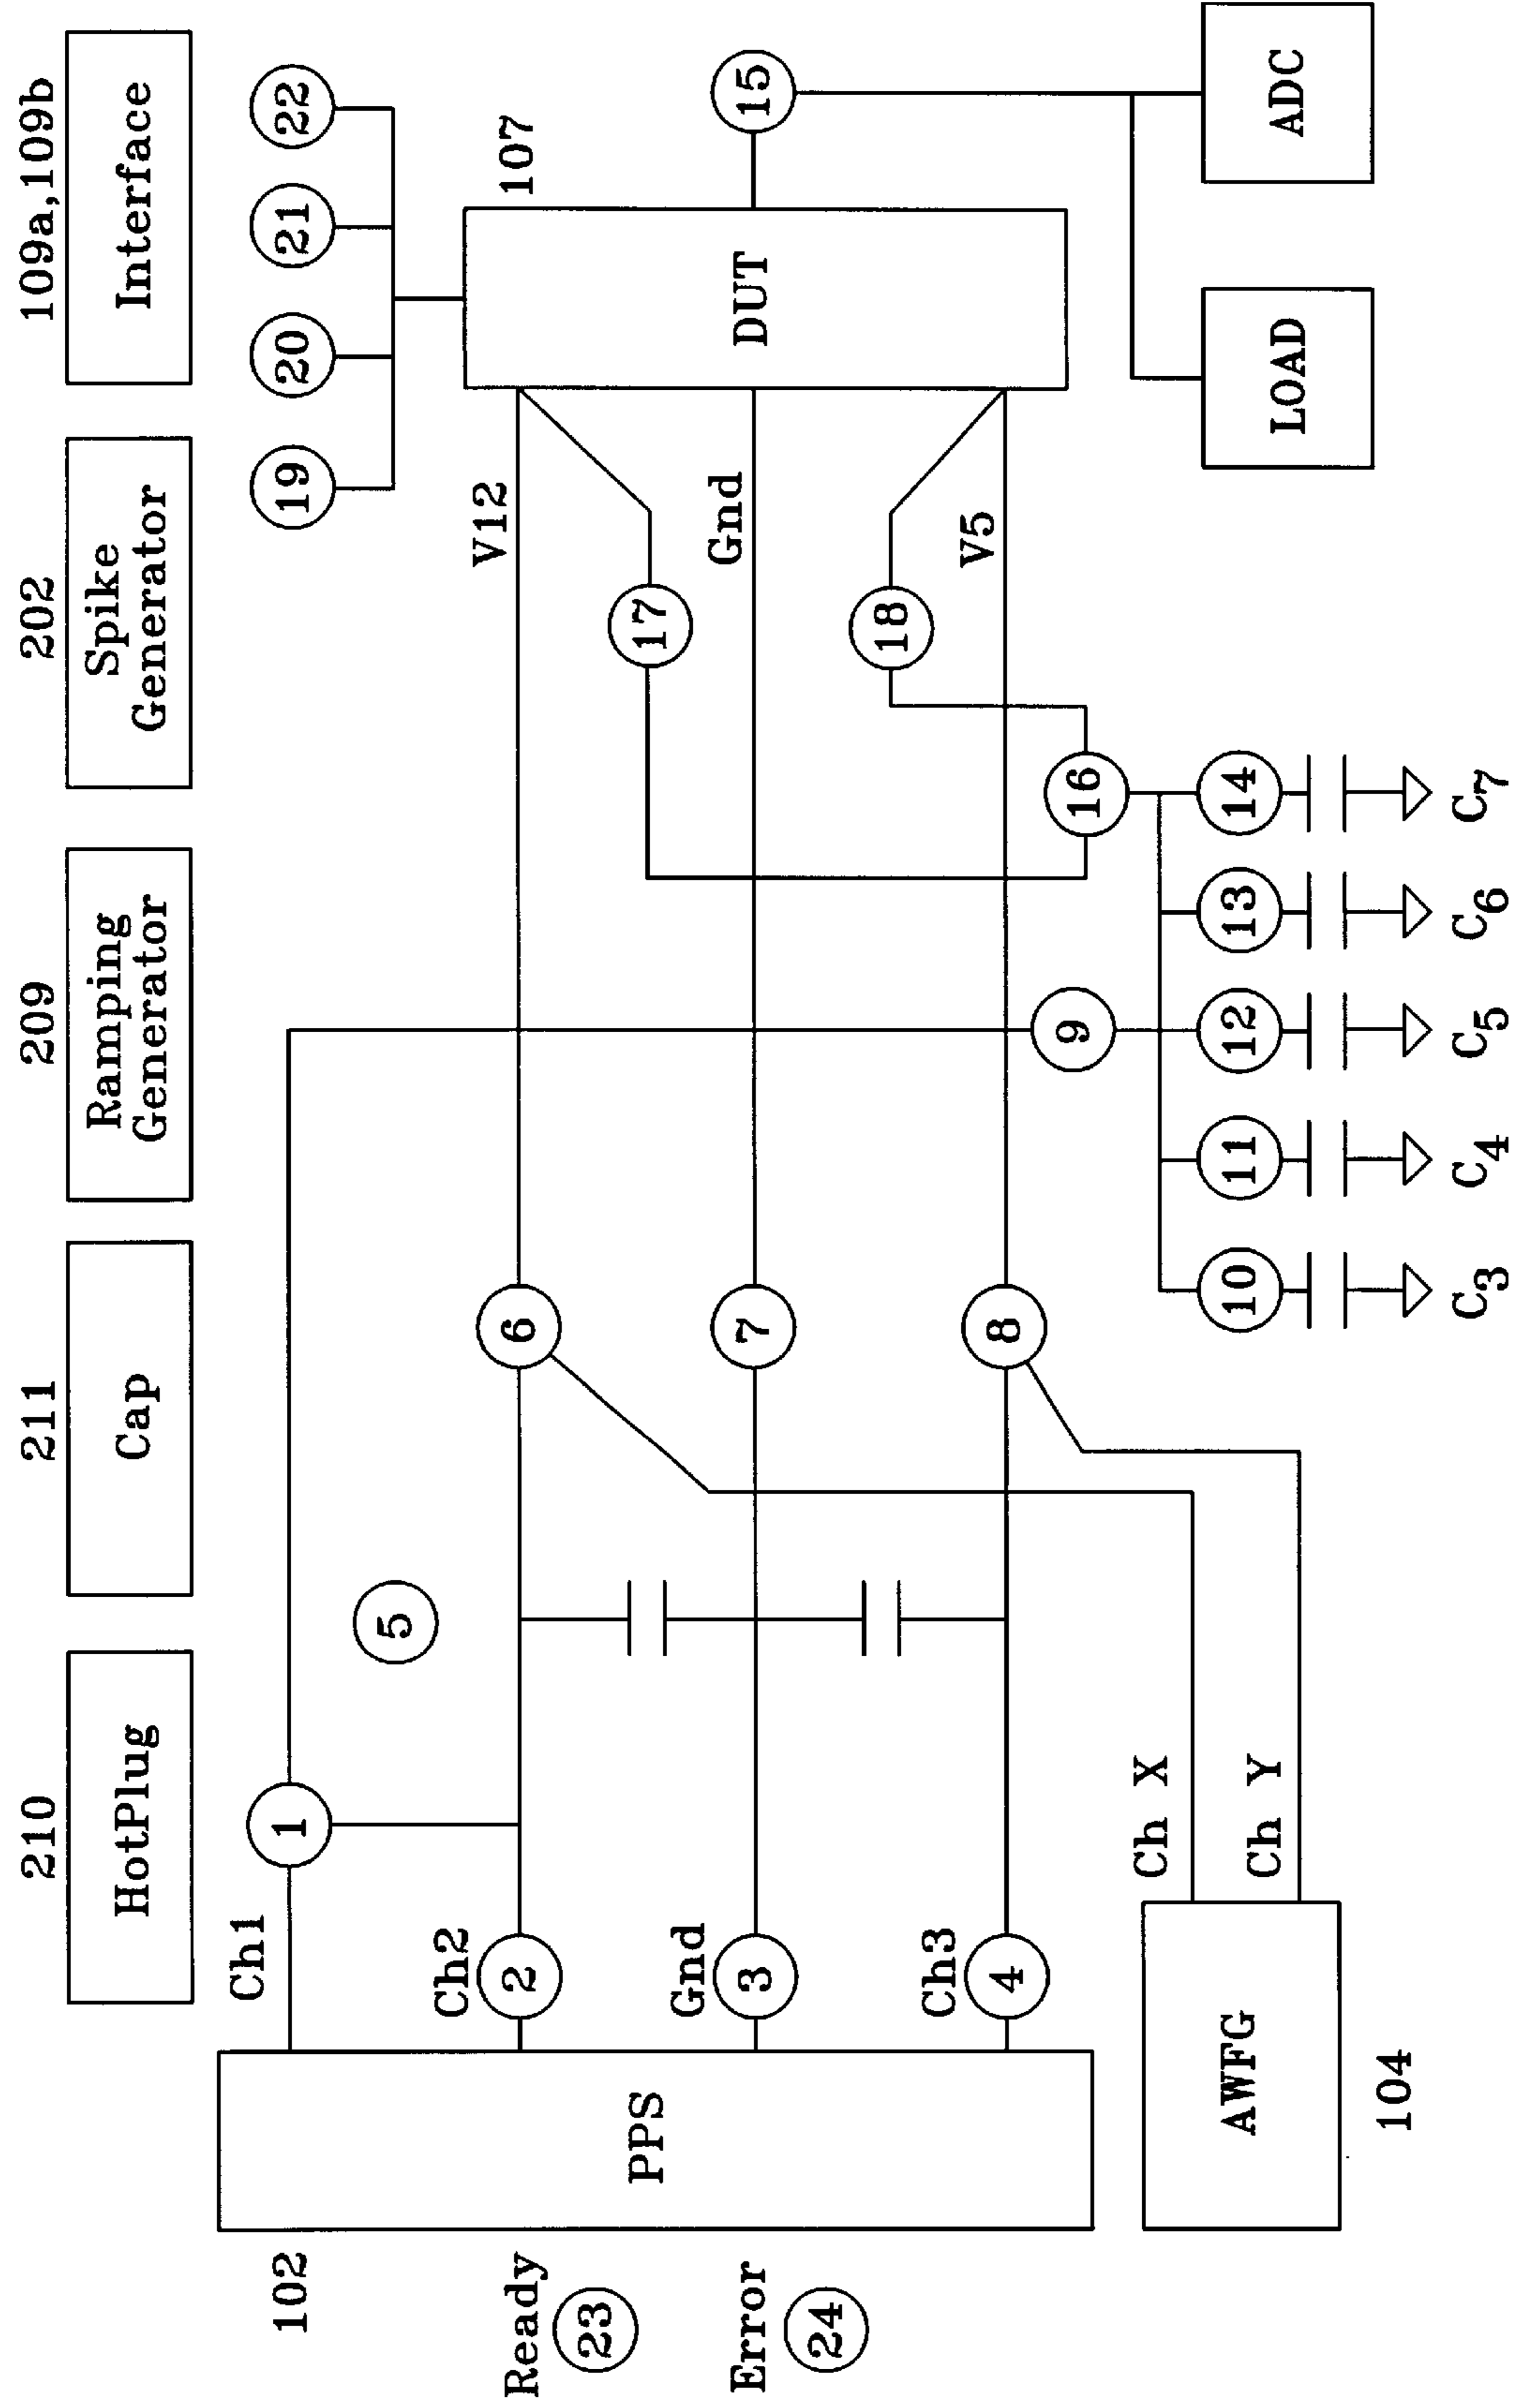 210
211
209
202
109a,109b
HotPlug
Cap
Ramping
Generator
Spike
Generator
Interface
102
Ch1
1
5
19
20
21
22
Ready
23
Ch2
2
6
V12
107
17
PPS
Error
24
Gnd
3
7
Gnd
DUT
15
18
Ch3
4
8
V5
9
16
Ch X
Ch Y
AWFG
104
10
11
12
13
14
LOAD
ADC
C3
C4
C5
C6
C7